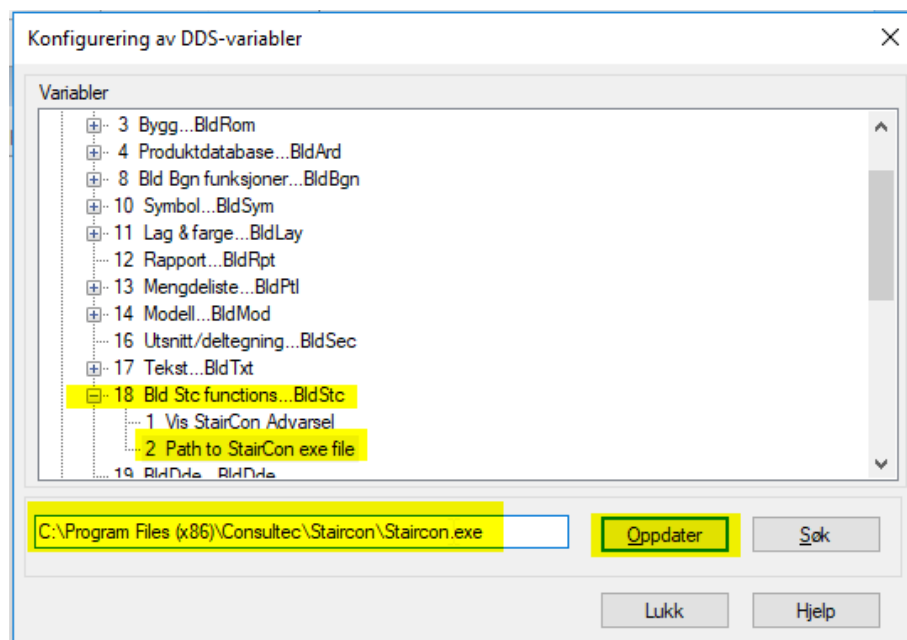 Konfigurering av DDS-variabler
Variabler
3 Bygg...BldRom
4 Produktdatabase...BldArd
8 Bld Bgn funksjoner...BldBgn
10 Symbol...BldSym
11 Lag & farge...BldLay
12 Rapport...BldRpt
13 Mengdeliste...BldPtl
14 Modell...BldMod
16 Utsnitt/deltegning...BldSec
17 Tekst...BldTxt
18 Bld Stc functions...BldStc
1 Vis StairCon Advarsel
2 Path to StairCon exe file
19 BldDde...BldDde
C:\Program Files (x86)\Consultec\Staircon\Staircon.exe
Oppdater
Søk
Lukk
Hjelp